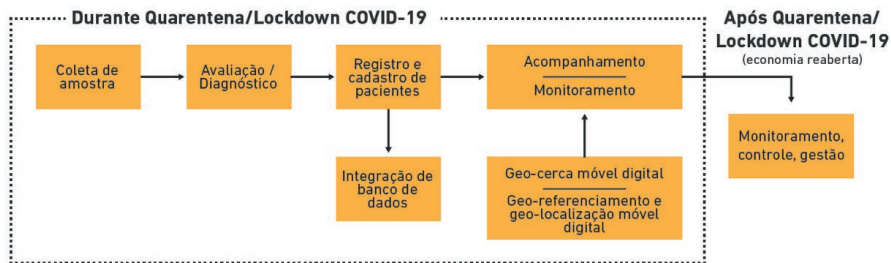 Durante Quarentena/Lockdown COVID-19
Após Quarentena/
Lockdown COVID-19
(economia reaberta)
Coleta de
amostra
Avaliação /
Diagnóstico
Registro e
cadastro de
pacientes
Acompanhamento
Monitoramento
Monitoramento,
controle, gestão
Integração de
banco de
dados
Geo-cerca móvel digital
Geo-referenciamento e
geo-localização móvel
digital